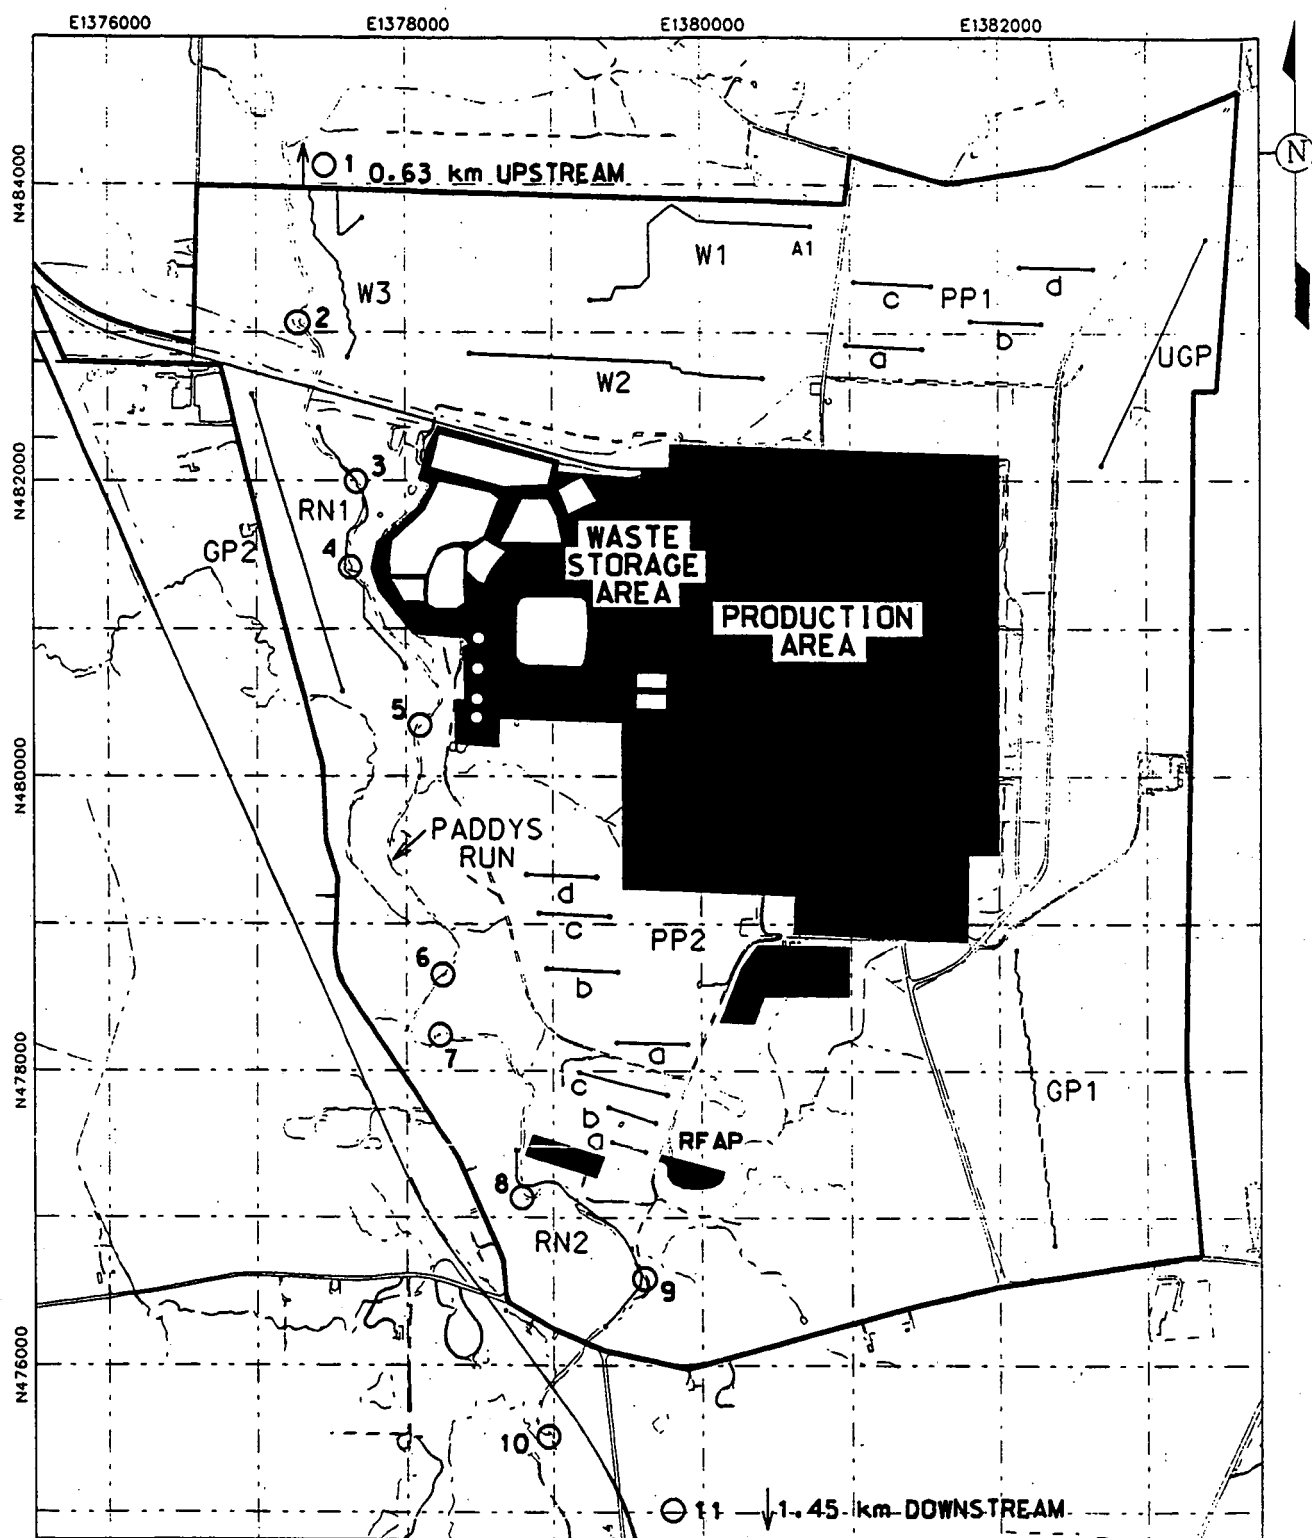 E1376000 E1378000 E1380000 E1382000
N
N484000
1 0.63 km UPSTREAM
W1 A1
W3
c PP1 d
2
b
a
UGP
W2
N482000
3
RN1
4
GP2
WASTE
STORAGE
AREA
PRODUCTION
AREA
5
N480000
PADDYS
RUN
d
c
PP2
6
b
7
a
N478000
c
GP1
b
a
RFAP
8
RN2
9
N476000
10
11 1.45 km DOWNSTREAM